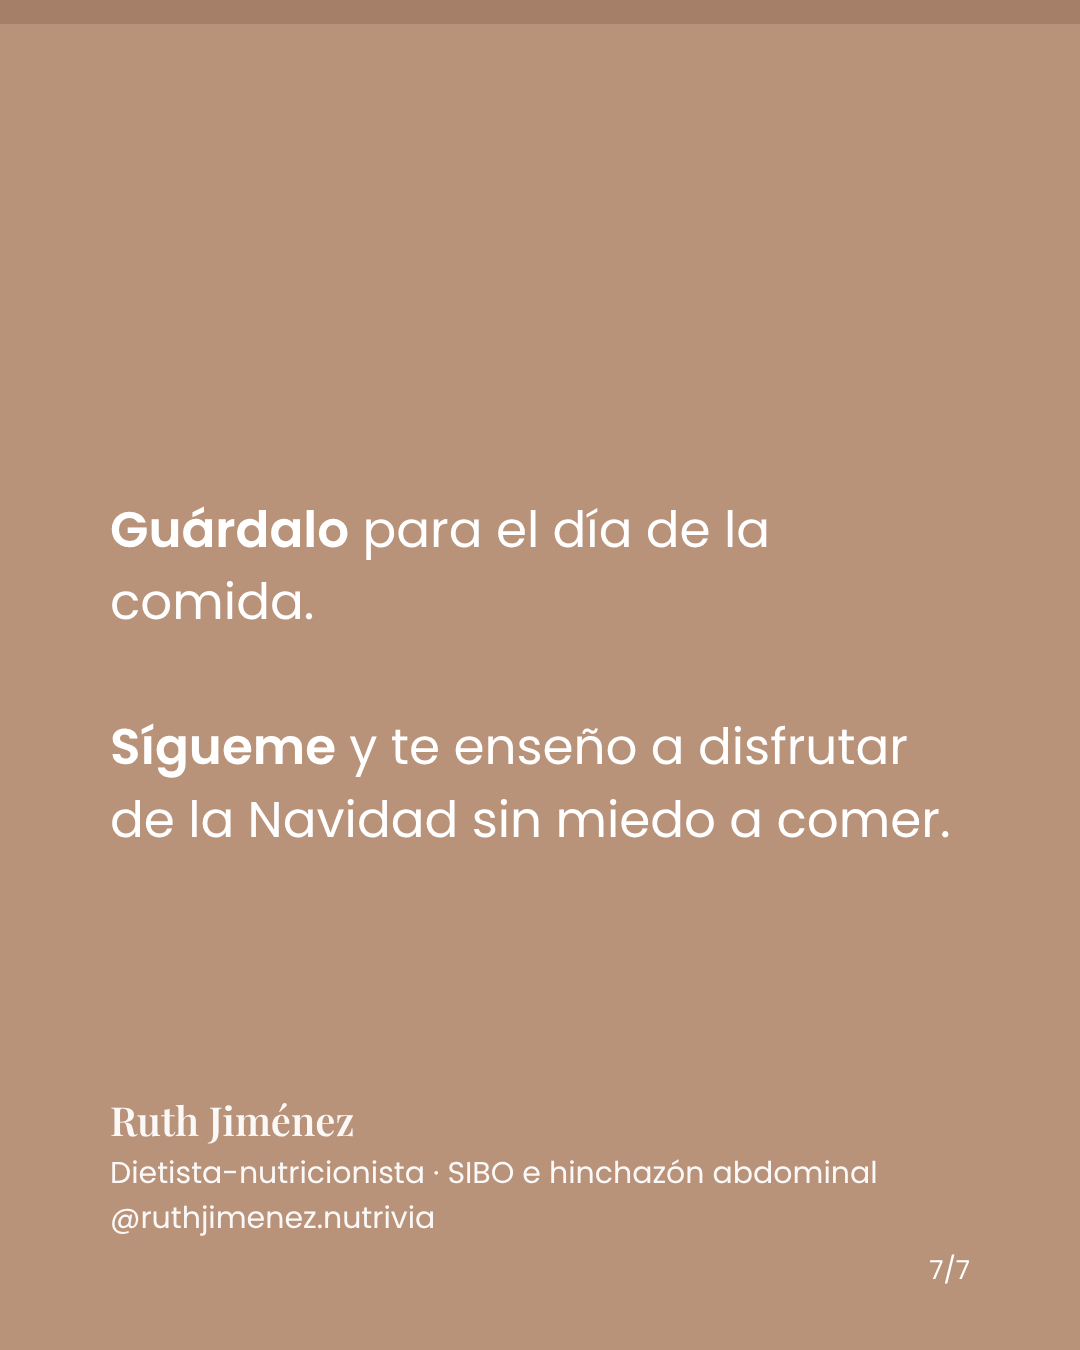 Guárdalo para el día de la
comida.
Sígueme y te enseño a disfrutar
de la Navidad sin miedo a comer.
Ruth Jiménez
Dietista-nutricionista · SIBO e hinchazón abdominal
@ruthjimenez.nutrivia
7/7